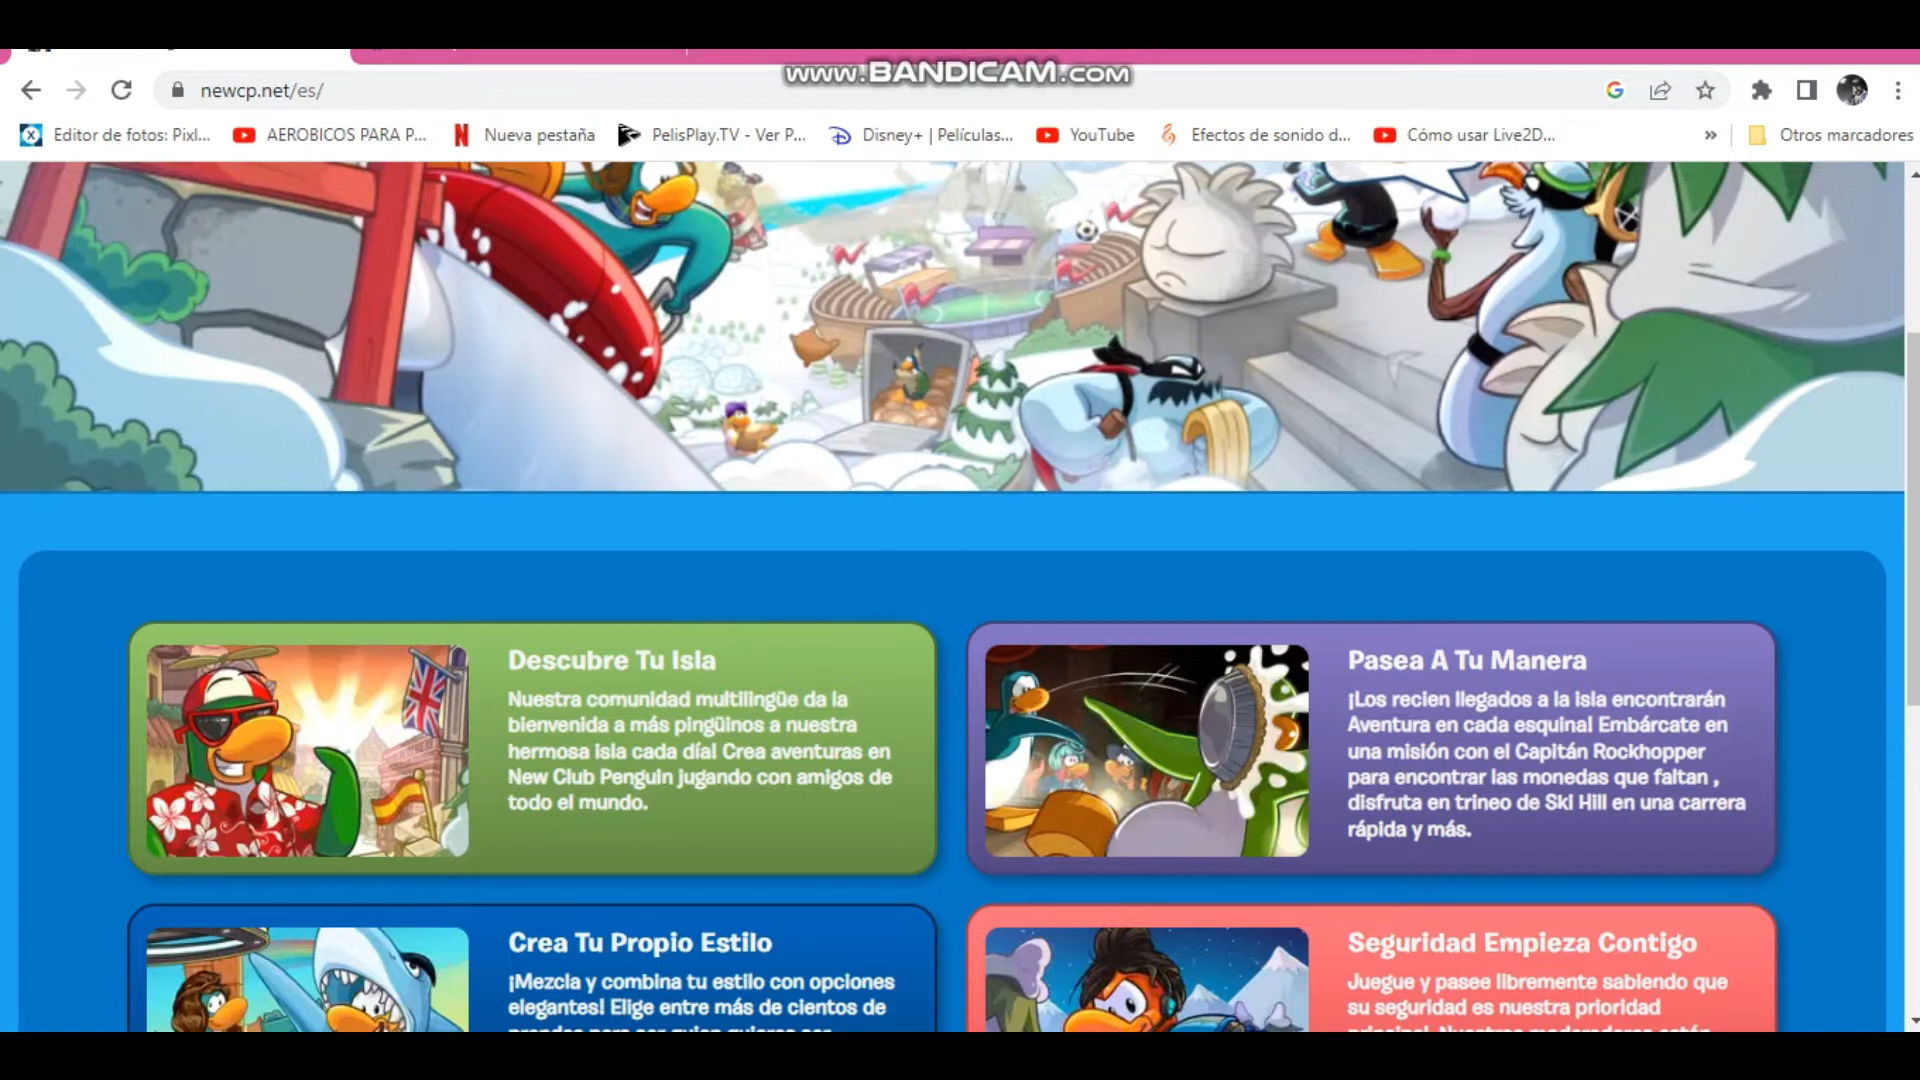 www.BANDICAM.com
newcp.net/es/
Editor de fotos: Pixl...
AEROBICOS PARA P...
Nueva pestaña
PelisPlay.TV - Ver P...
Disney+ | Películas...
YouTube
Efectos de sonido d...
Cómo usar Live2D...
»
Otros marcadores
Descubre Tu Isla
Nuestra comunidad multilingüe da la
bienvenida a más pingüinos a nuestra
hermosa isla cada día! Crea aventuras en
New Club Penguin jugando con amigos de
todo el mundo.
Pasea A Tu Manera
¡Los recien llegados a la isla encontrarán
Aventura en cada esquina! Embárcate en
una misión con el Capitán Rockhopper
para encontrar las monedas que faltan ,
disfruta en trineo de Ski Hill en una carrera
rápida y más.
Crea Tu Propio Estilo
¡Mezcla y combina tu estilo con opciones
elegantes! Elige entre más de cientos de
Seguridad Empieza Contigo
Juegue y pasee libremente sabiendo que
su seguridad es nuestra prioridad